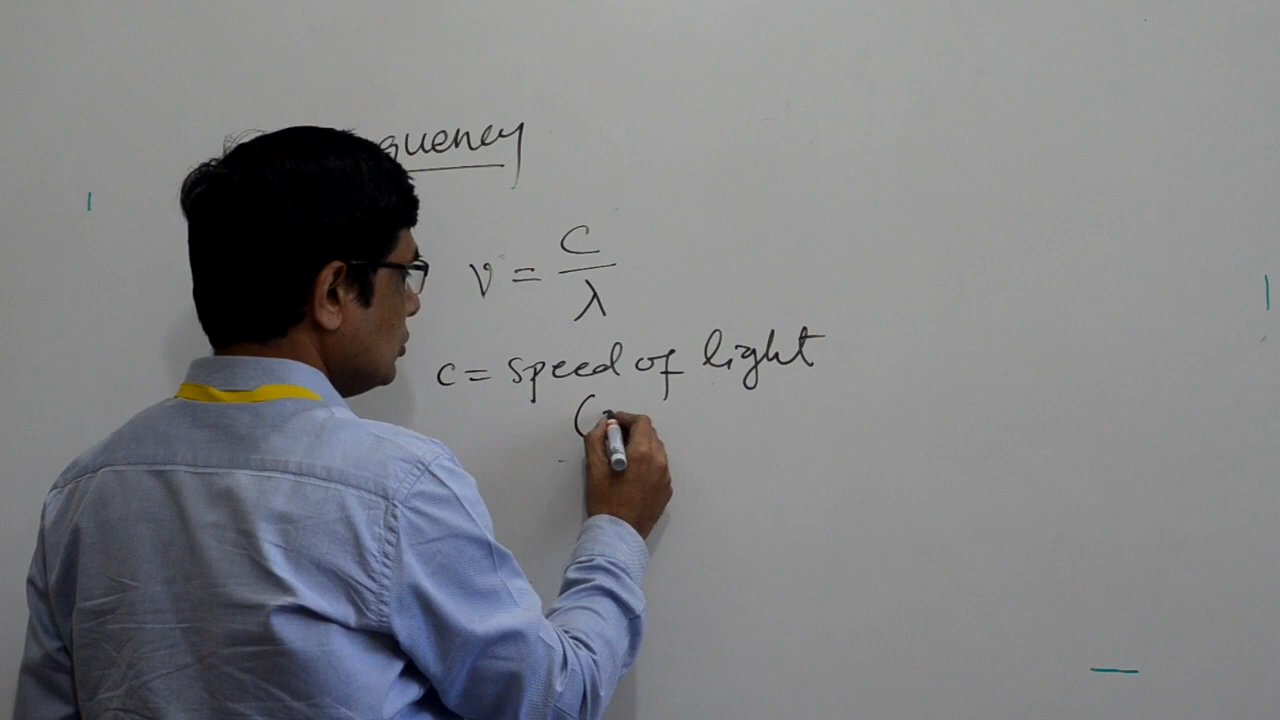 quency
ν = c/λ
c = speed of light
(